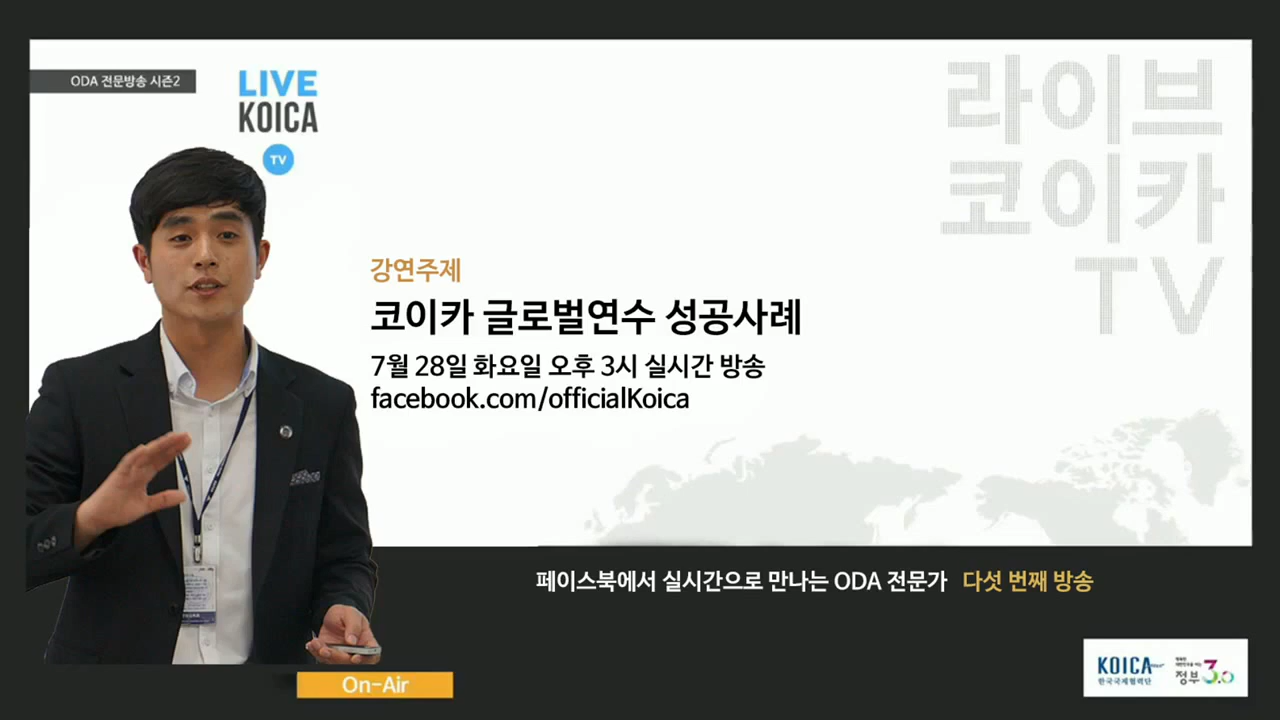 ODA 전문방송 시즌2
LIVE
KOICA
TV
라이브
코이카
TV
강연주제
코이카 글로벌연수 성공사례
7월 28일 화요일 오후 3시 실시간 방송
facebook.com/officialKoica
페이스북에서 실시간으로 만나는 ODA 전문가 다섯 번째 방송
On-Air
KOICA
한국국제협력단
정부3.0